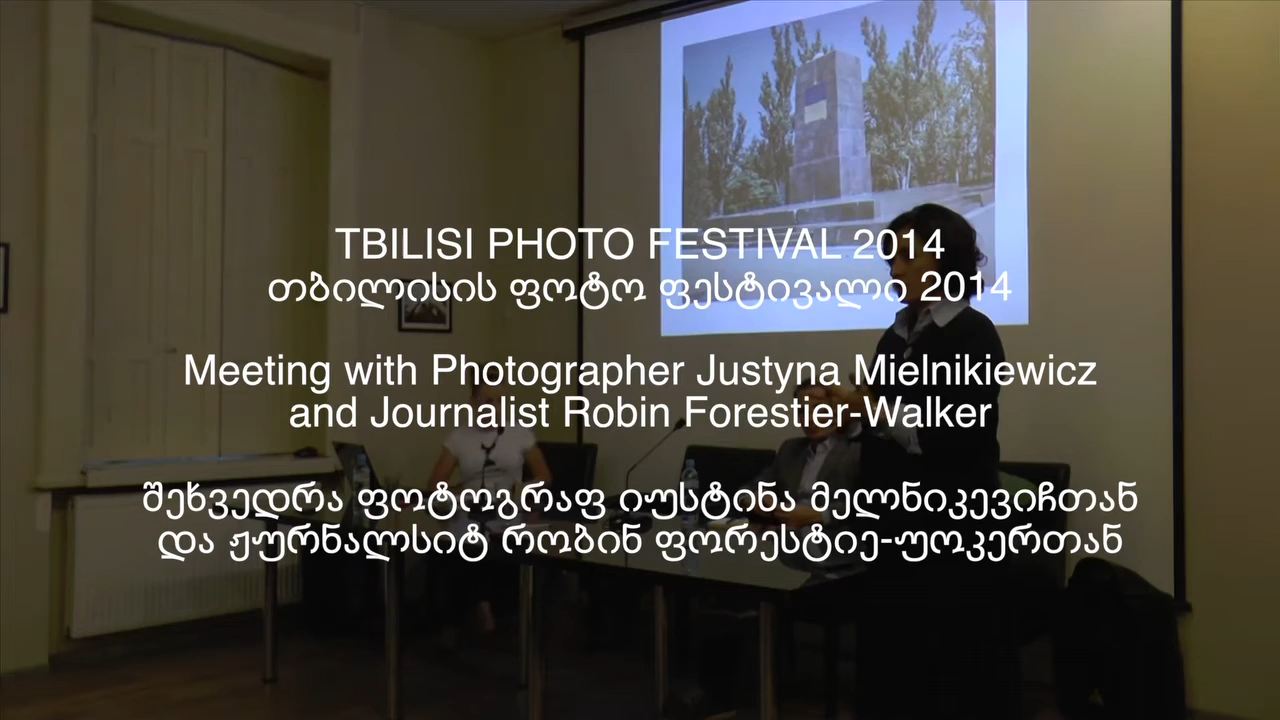 TBILISI PHOTO FESTIVAL 2014
თბილისის ფოტო ფესტივალი 2014
Meeting with Photographer Justyna Mielnikiewicz
and Journalist Robin Forestier-Walker
შეხვედრა ფოტოგრაფ იუსტინა მელნიკევიჩთან
და ჟურნალსიტ რობინ ფორესტიე-უოკერთან